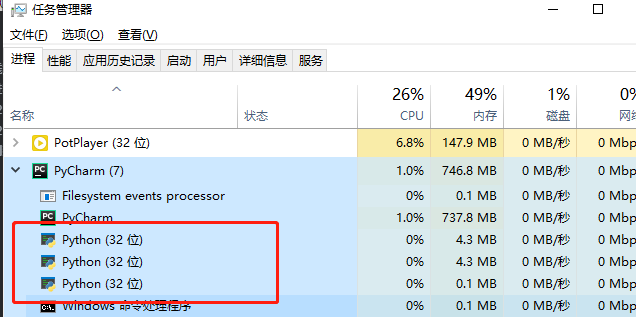 任务管理器
文件(F) 选项(O) 查看(V)
进程 性能 应用历史记录 启动 用户 详细信息 服务
26% 49% 1% 0%
名称 状态 CPU 内存 磁盘 网络
PotPlayer (32 位) 6.8% 147.9 MB 0 MB/秒 0 Mbp
PyCharm (7) 1.0% 746.8 MB 0 MB/秒 0 Mbp
Filesystem events processor 0% 0.1 MB 0 MB/秒 0 Mbp
PyCharm 1.0% 737.8 MB 0 MB/秒 0 Mbp
Python (32 位) 0% 4.3 MB 0 MB/秒 0 Mbp
Python (32 位) 0% 4.3 MB 0 MB/秒 0 Mbp
Python (32 位) 0% 0.1 MB 0 MB/秒 0 Mbp
Windows 命令处理程序 0% 0.1 MB 0 MB/秒 0 Mbp